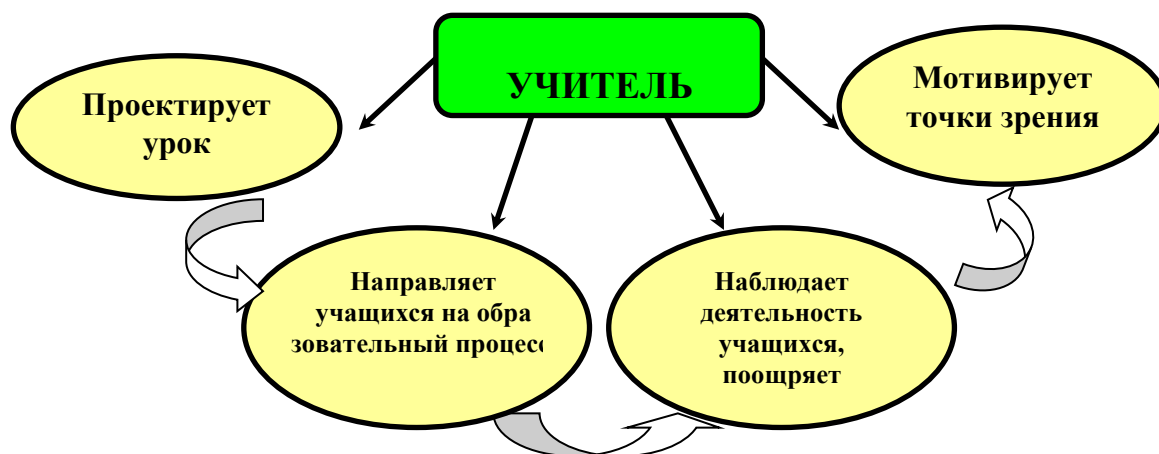 УЧИТЕЛЬ
Проектирует
урок
Мотивирует
точки зрения
Направляет
учащихся на обра
зовательный процесс
Наблюдает
деятельность
учащихся,
поощряет